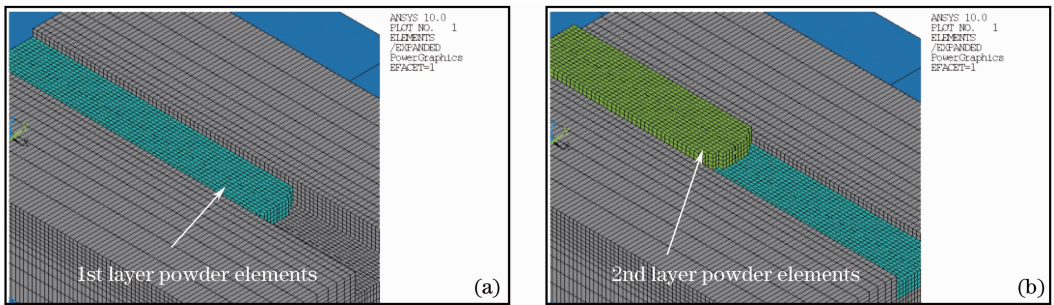 ANSYS 10.0
PLOT NO. 1
ELEMENTS
/EXPANDED
PowerGraphics
EFACET=1
1st layer powder elements
(a)
ANSYS 10.0
PLOT NO. 1
ELEMENTS
/EXPANDED
PowerGraphics
EFACET=1
2nd layer powder elements
(b)